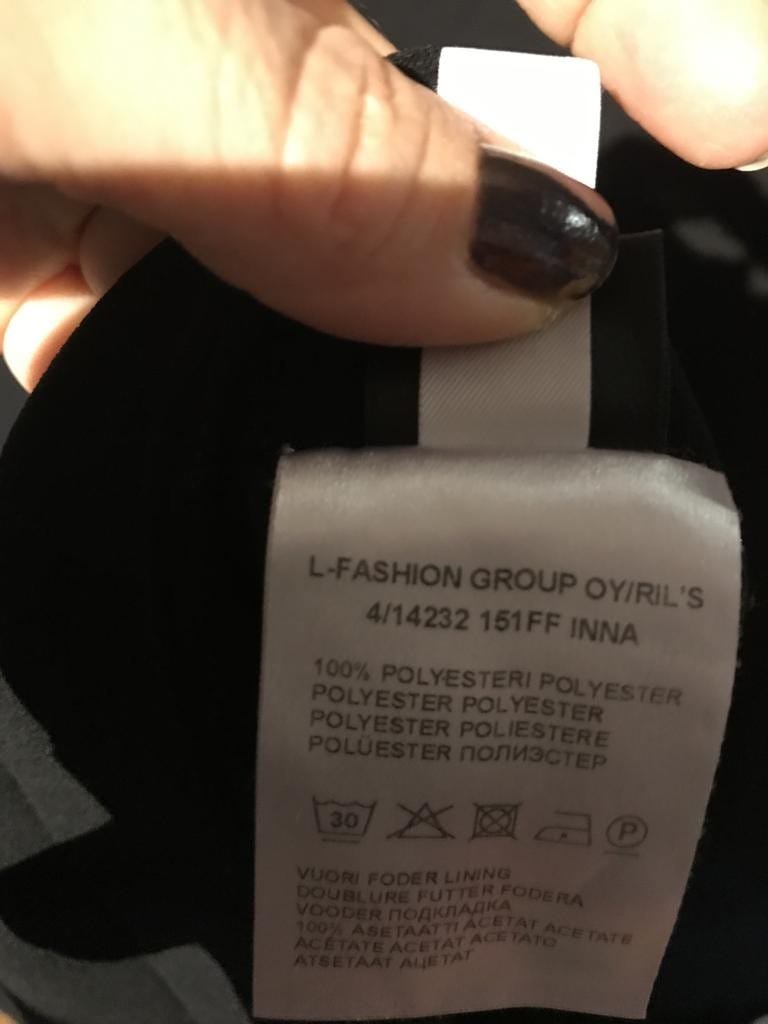 L-FASHION GROUP OY/RIL'S
4/14232 151FF INNA
100% POLYESTERI POLYESTER
POLYESTER POLYESTER
POLYESTER POLIESTERE
POLÜESTER ПОЛИЭСТЕР
30
P
VUORI FODER LINING
DOUBLURE FUTTER FODERA
VOODER ПОДКЛАДКА
100% ASETAATTI ACETAT ACETATE
ACÉTATE ACETAT ACETATO
ATSETAAT АЦЕТАТ